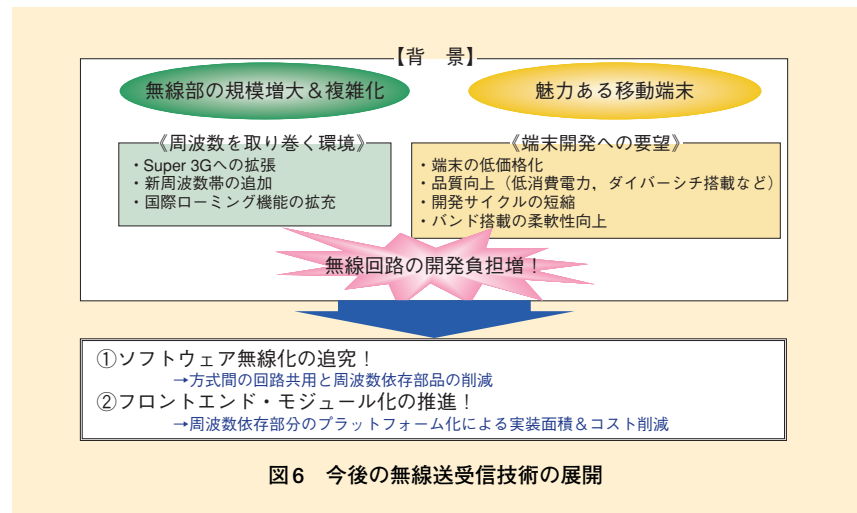 【背　景】
無線部の規模増大＆複雑化
魅力ある移動端末
《周波数を取り巻く環境》
・Super 3Gへの拡張
・新周波数帯の追加
・国際ローミング機能の拡充
《端末開発への要望》
・端末の低価格化
・品質向上（低消費電力，ダイバーシチ搭載など）
・開発サイクルの短縮
・バンド搭載の柔軟性向上
無線回路の開発負担増！
①ソフトウェア無線化の追究！
→方式間の回路共用と周波数依存部品の削減
②フロントエンド・モジュール化の推進！
→周波数依存部分のプラットフォーム化による実装面積＆コスト削減
図6　今後の無線送受信技術の展開